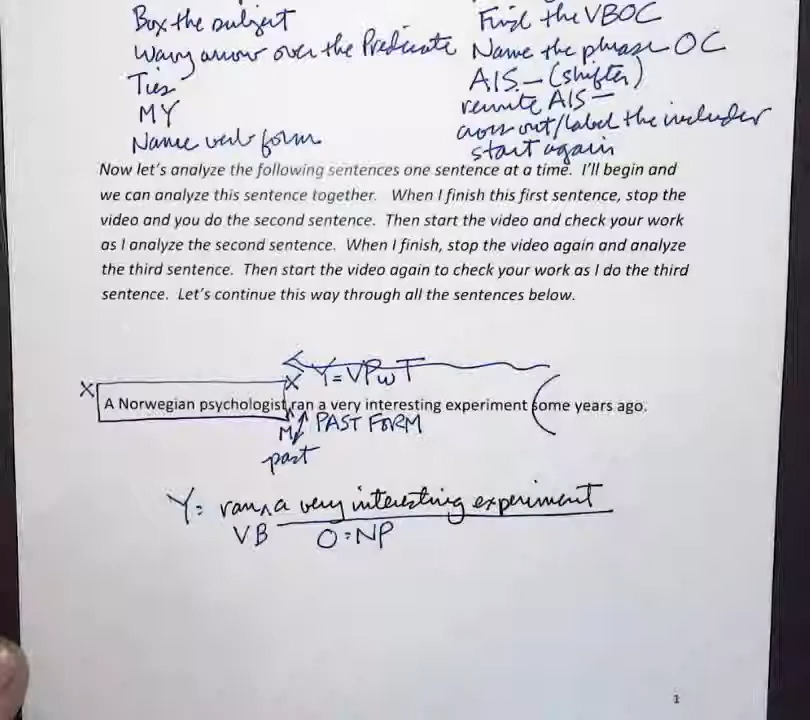 Box the subject
Find the VBOC
Wavy arrow over the Predicate
Name the phrase OC
Ties
AIS - (shifter)
MY
rewrite AIS -
Name verb form
cross out/label the includer
start again
Now let's analyze the following sentences one sentence at a time. I'll begin and
we can analyze this sentence together. When I finish this first sentence, stop the
video and you do the second sentence. Then start the video and check your work
as I analyze the second sentence. When I finish, stop the video again and analyze
the third sentence. Then start the video again to check your work as I do the third
sentence. Let's continue this way through all the sentences below.
Y=VPwT
X X
A Norwegian psychologist ran a very interesting experiment (some years ago.
M PAST FORM
past
Y= ran a very interesting experiment
VB O=NP
1